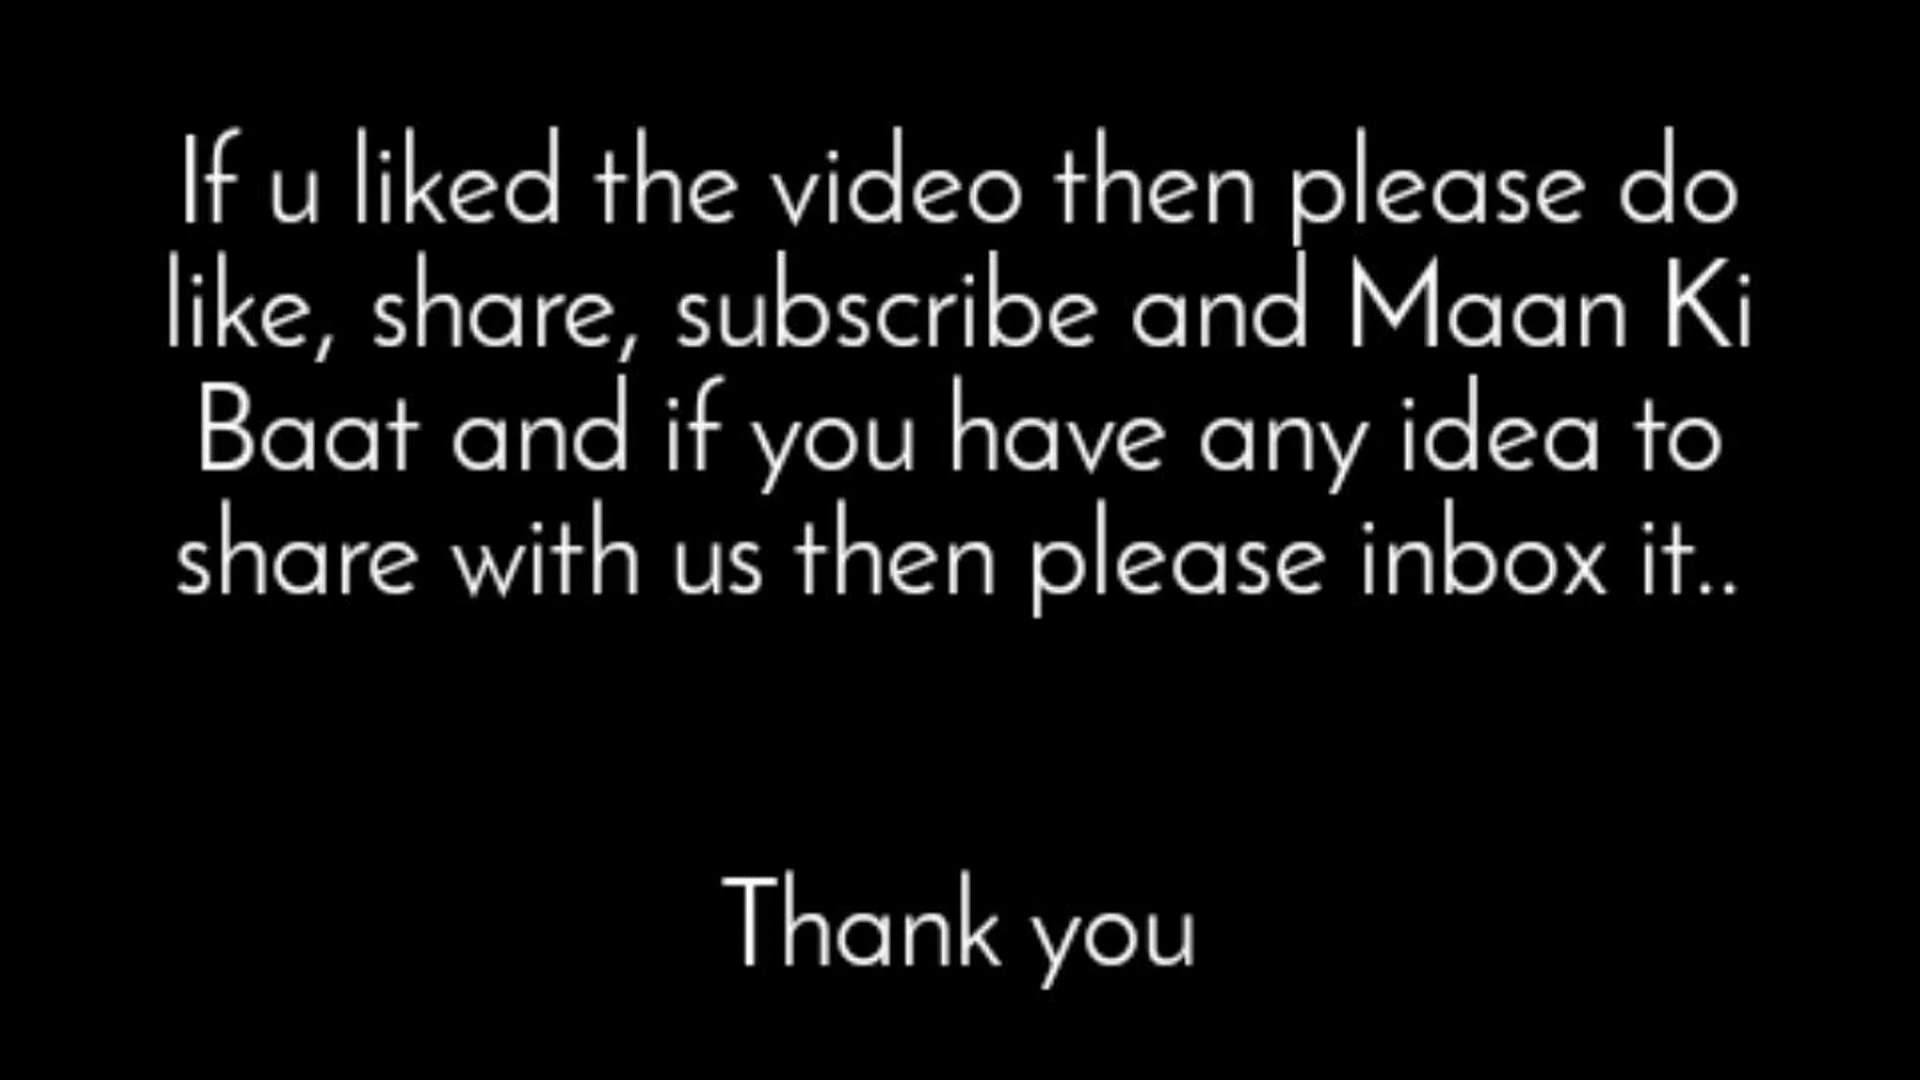 If u liked the video then please do
like, share, subscribe and Maan Ki
Baat and if you have any idea to
share with us then please inbox it..
Thank you